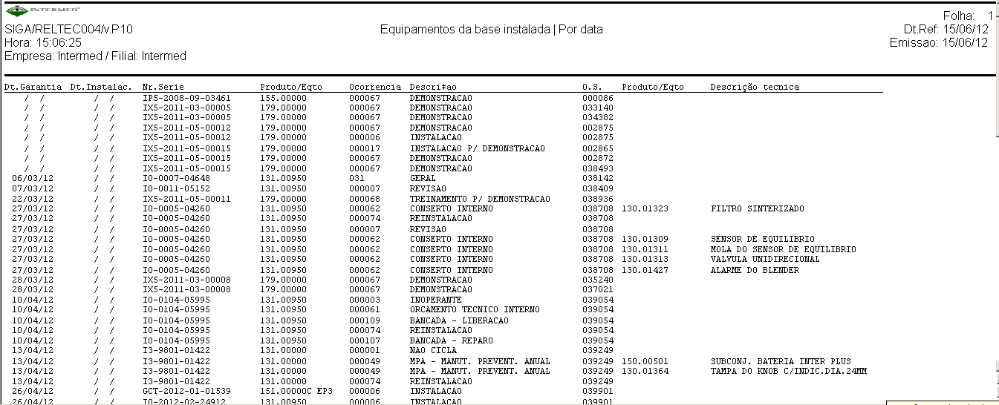 INTERMED
Folha: 1
SIGA/RELTEC004/v.P10 Equipamentos da base instalada | Por data Dt.Ref: 15/06/12
Hora: 15:06:25 Emissao: 15/06/12
Empresa: Intermed / Filial: Intermed
Dt.Garantia Dt.Instalac. Nr.Serie Produto/Eqto Ocorrencia Descri‡ao O.S. Produto/Eqto Descrição tecnica
/ / / / IP5-2008-09-03461 155.00000 000067 DEMONSTRACAO 000086
/ / / / IX5-2011-03-00005 179.00000 000067 DEMONSTRACAO 033140
/ / / / IX5-2011-03-00005 179.00000 000067 DEMONSTRACAO 034382
/ / / / IX5-2011-05-00012 179.00000 000067 DEMONSTRACAO 002875
/ / / / IX5-2011-05-00012 179.00000 000006 INSTALACAO 002875
/ / / / IX5-2011-05-00015 179.00000 000017 INSTALACAO P/ DEMONSTRACAO 002865
/ / / / IX5-2011-05-00015 179.00000 000067 DEMONSTRACAO 002872
/ / / / IX5-2011-05-00015 179.00000 000067 DEMONSTRACAO 038493
06/03/12 / / I0-0007-04648 131.00950 031 GERAL 038142
07/03/12 / / I0-0011-05152 131.00950 000007 REVISAO 038409
22/03/12 / / IX5-2011-05-00011 179.00000 000068 TREINAMENTO P/ DEMONSTRACAO 038936
27/03/12 / / I0-0005-04260 131.00950 000062 CONSERTO INTERNO 038708 130.01323 FILTRO SINTERIZADO
27/03/12 / / I0-0005-04260 131.00950 000074 REINSTALACAO 038708
27/03/12 / / I0-0005-04260 131.00950 000007 REVISAO 038708
27/03/12 / / I0-0005-04260 131.00950 000062 CONSERTO INTERNO 038708 130.01309 SENSOR DE EQUILIBRIO
27/03/12 / / I0-0005-04260 131.00950 000062 CONSERTO INTERNO 038708 130.01311 MOLA DO SENSOR DE EQUILIBRIO
27/03/12 / / I0-0005-04260 131.00950 000062 CONSERTO INTERNO 038708 130.01313 VALVULA UNIDIRECIONAL
27/03/12 / / I0-0005-04260 131.00950 000062 CONSERTO INTERNO 038708 130.01427 ALARME DO BLENDER
28/03/12 / / IX5-2011-03-00008 179.00000 000067 DEMONSTRACAO 035240
28/03/12 / / IX5-2011-03-00008 179.00000 000067 DEMONSTRACAO 037021
10/04/12 / / I0-0104-05995 131.00950 000003 INOPERANTE 039054
10/04/12 / / I0-0104-05995 131.00950 000061 ORCAMENTO TECNICO INTERNO 039054
10/04/12 / / I0-0104-05995 131.00950 000109 BANCADA - LIBERACAO 039054
10/04/12 / / I0-0104-05995 131.00950 000074 REINSTALACAO 039054
10/04/12 / / I0-0104-05995 131.00950 000107 BANCADA - REPARO 039054
13/04/12 / / I3-9801-01422 131.00000 000001 NAO CICLA 039249
13/04/12 / / I3-9801-01422 131.00000 000049 MPA - MANUT. PREVENT. ANUAL 039249 150.00501 SUBCONJ. BATERIA INTER PLUS
13/04/12 / / I3-9801-01422 131.00000 000049 MPA - MANUT. PREVENT. ANUAL 039249 130.01364 TAMPA DO KNOB C/INDIC.DIA.24MM
13/04/12 / / I3-9801-01422 131.00000 000074 REINSTALACAO 039249
26/04/12 / / GCT-2012-01-01539 151.00000C EP3 000006 INSTALACAO 039901
26/04/12 / / I0-2012-02-24912 131.00950 000006 INSTALACAO 039901